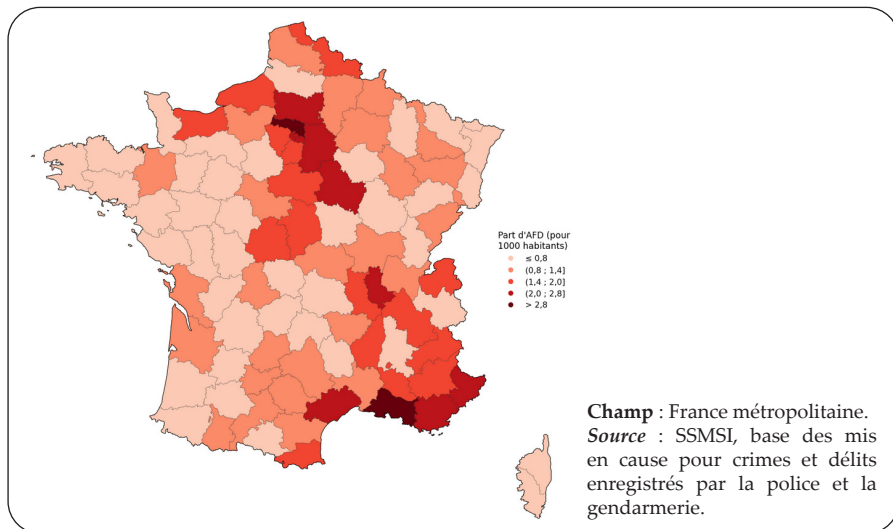 Part d'AFD (pour
1000 habitants)
≤ 0,8
(0,8 ; 1,4]
(1,4 ; 2,0]
(2,0 ; 2,8]
> 2,8
Champ : France métropolitaine.
Source : SSMSI, base des mis
en cause pour crimes et délits
enregistrés par la police et la
gendarmerie.